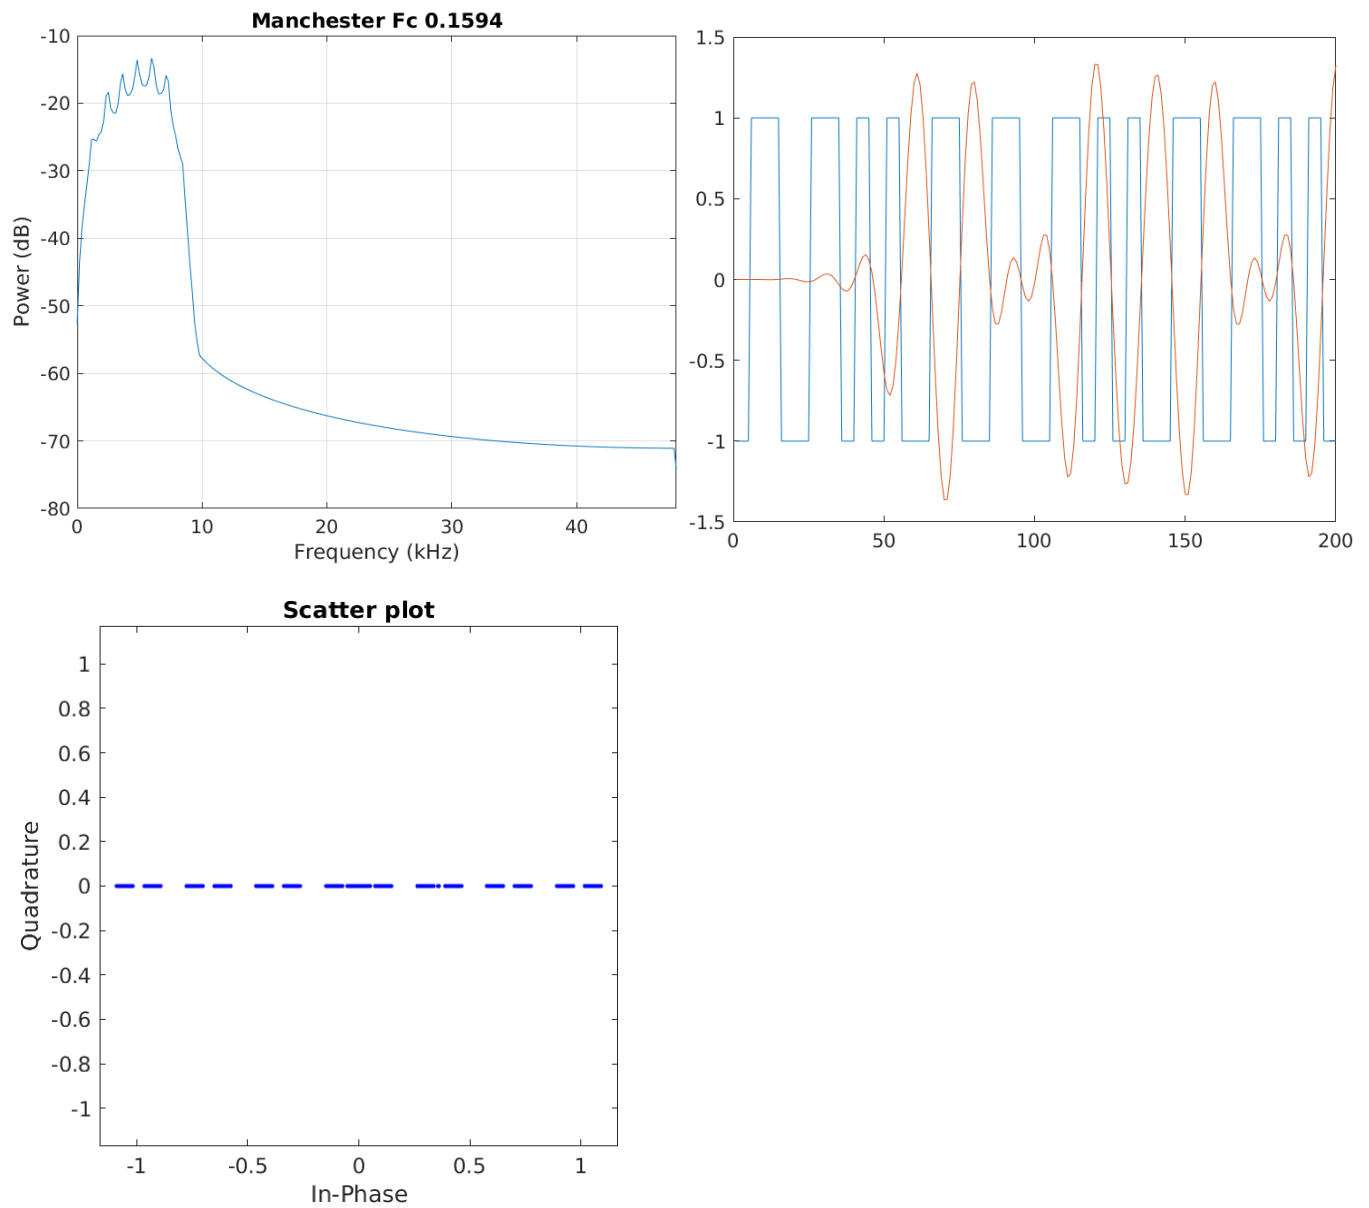 Manchester Fc 0.1594
-10
-20
-30
-40
-50
-60
-70
-80
Power (dB)
0 10 20 30 40
Frequency (kHz)
1.5
1
0.5
0
-0.5
-1
-1.5
0 50 100 150 200
Scatter plot
1
0.8
0.6
0.4
0.2
0
-0.2
-0.4
-0.6
-0.8
-1
Quadrature
-1 -0.5 0 0.5 1
In-Phase